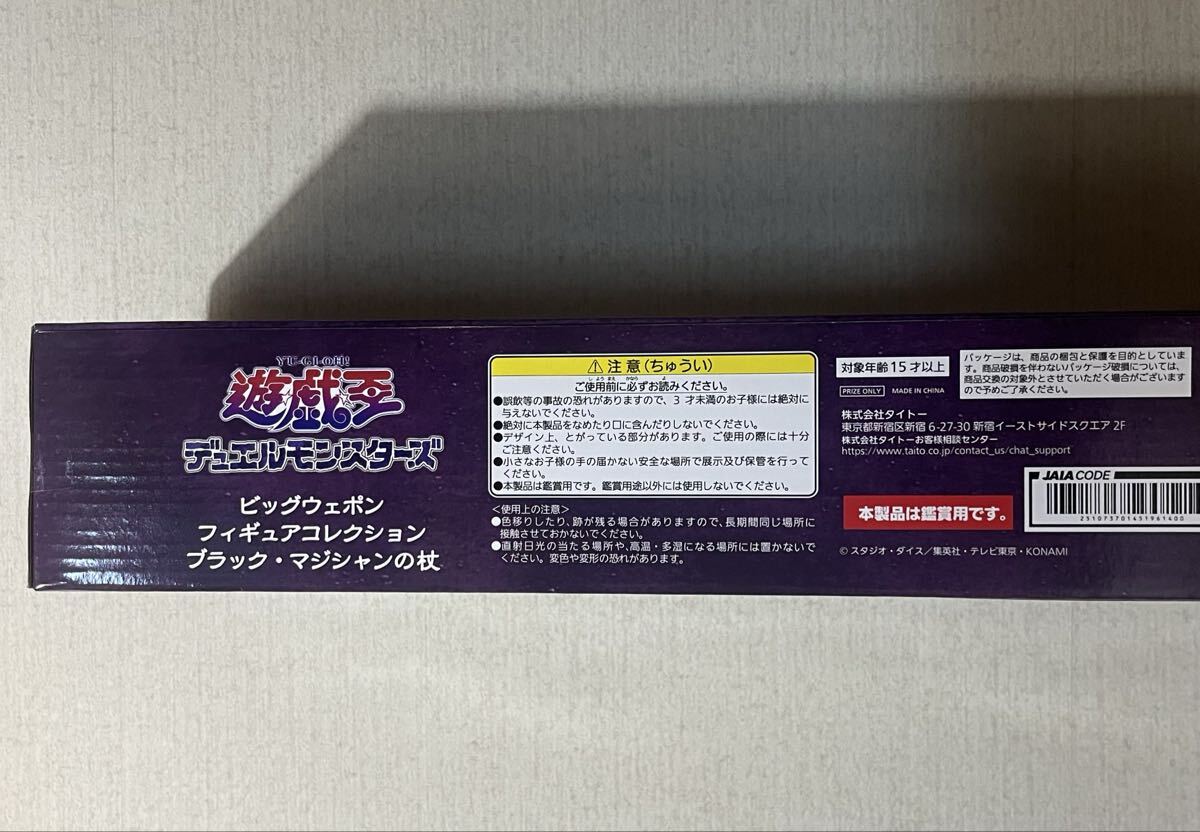 YU-GI-OH!
遊戯王
デュエルモンスターズ
ビッグウェポン
フィギュアコレクション
ブラック・マジシャンの杖
⚠注意(ちゅうい)
ご使用前に必ずお読みください。
●誤飲等の事故の恐れがありますので、3才未満のお子様には絶対に
与えないでください。
●絶対に本製品をなめたり口に含んだりしないでください。
●デザイン上、とがっている部分があります。ご使用の際には十分
ご注意ください。
●小さなお子様の手の届かない安全な場所で展示及び保管を行って
ください。
●本製品は鑑賞用です。鑑賞用途以外には使用しないでください。
<使用上の注意>
●色移りしたり、跡が残る場合がありますので、長期間同じ場所に
接触させておかないでください。
●直射日光の当たる場所や、高温・多湿になる場所には置かないで
ください。変色や変形の恐れがあります。
対象年齢15才以上
PRIZE ONLY MADE IN CHINA
パッケージは、商品の梱包と保護を目的としていま
す。商品破損を伴わないパッケージ破損については、
商品交換の対象外とさせていただく場合がございます
ので予めご了承ください。
株式会社タイトー
東京都新宿区新宿 6-27-30 新宿イーストサイドスクエア 2F
株式会社タイトーお客様相談センター
https://www.taito.co.jp/contact_us/chat_support
本製品は鑑賞用です。
JAIA CODE
2310737014519614​00
©スタジオ・ダイス/集英社・テレビ東京・KONAMI